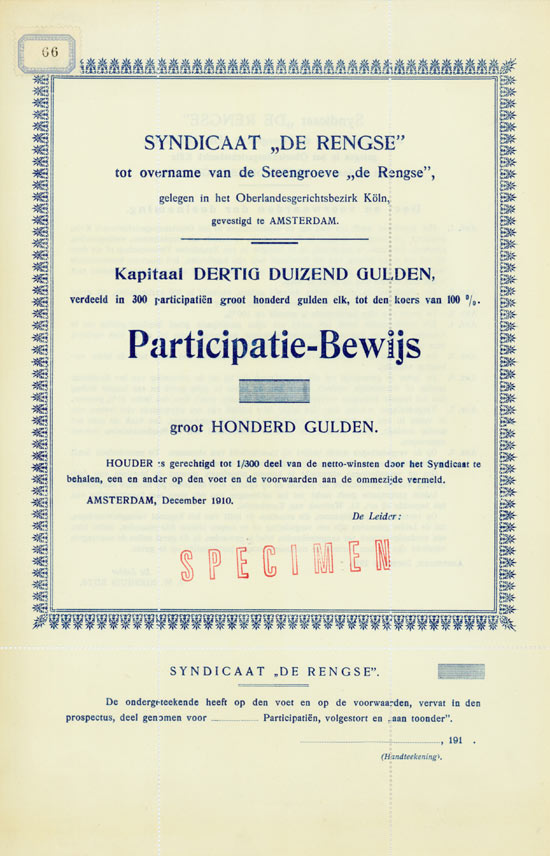 66
SYNDICAAT „DE RENGSE”
tot overname van de Steengroeve „de Rengse”,
gelegen in het Oberlandesgerichtsbezirk Köln,
gevestigd te AMSTERDAM.
Kapitaal DERTIG DUIZEND GULDEN,
verdeeld in 300 participatiën groot honderd gulden elk, tot den koers van 100 %.
Participatie-Bewijs
groot HONDERD GULDEN.
HOUDER is gerechtigd tot 1/300 deel van de netto-winsten door het Syndicaat te
behalen, een en ander op den voet en de voorwaarden aan de ommezijde vermeld.
AMSTERDAM, December 1910.
De Leider:
SPECIMEN
SYNDICAAT „DE RENGSE”.
De ondergeteekende heeft op den voet en op de voorwaarden, vervat in den
prospectus, deel genomen voor Participatiën, volgestort en „aan toonder”.
, 191 .
(Handteekening).